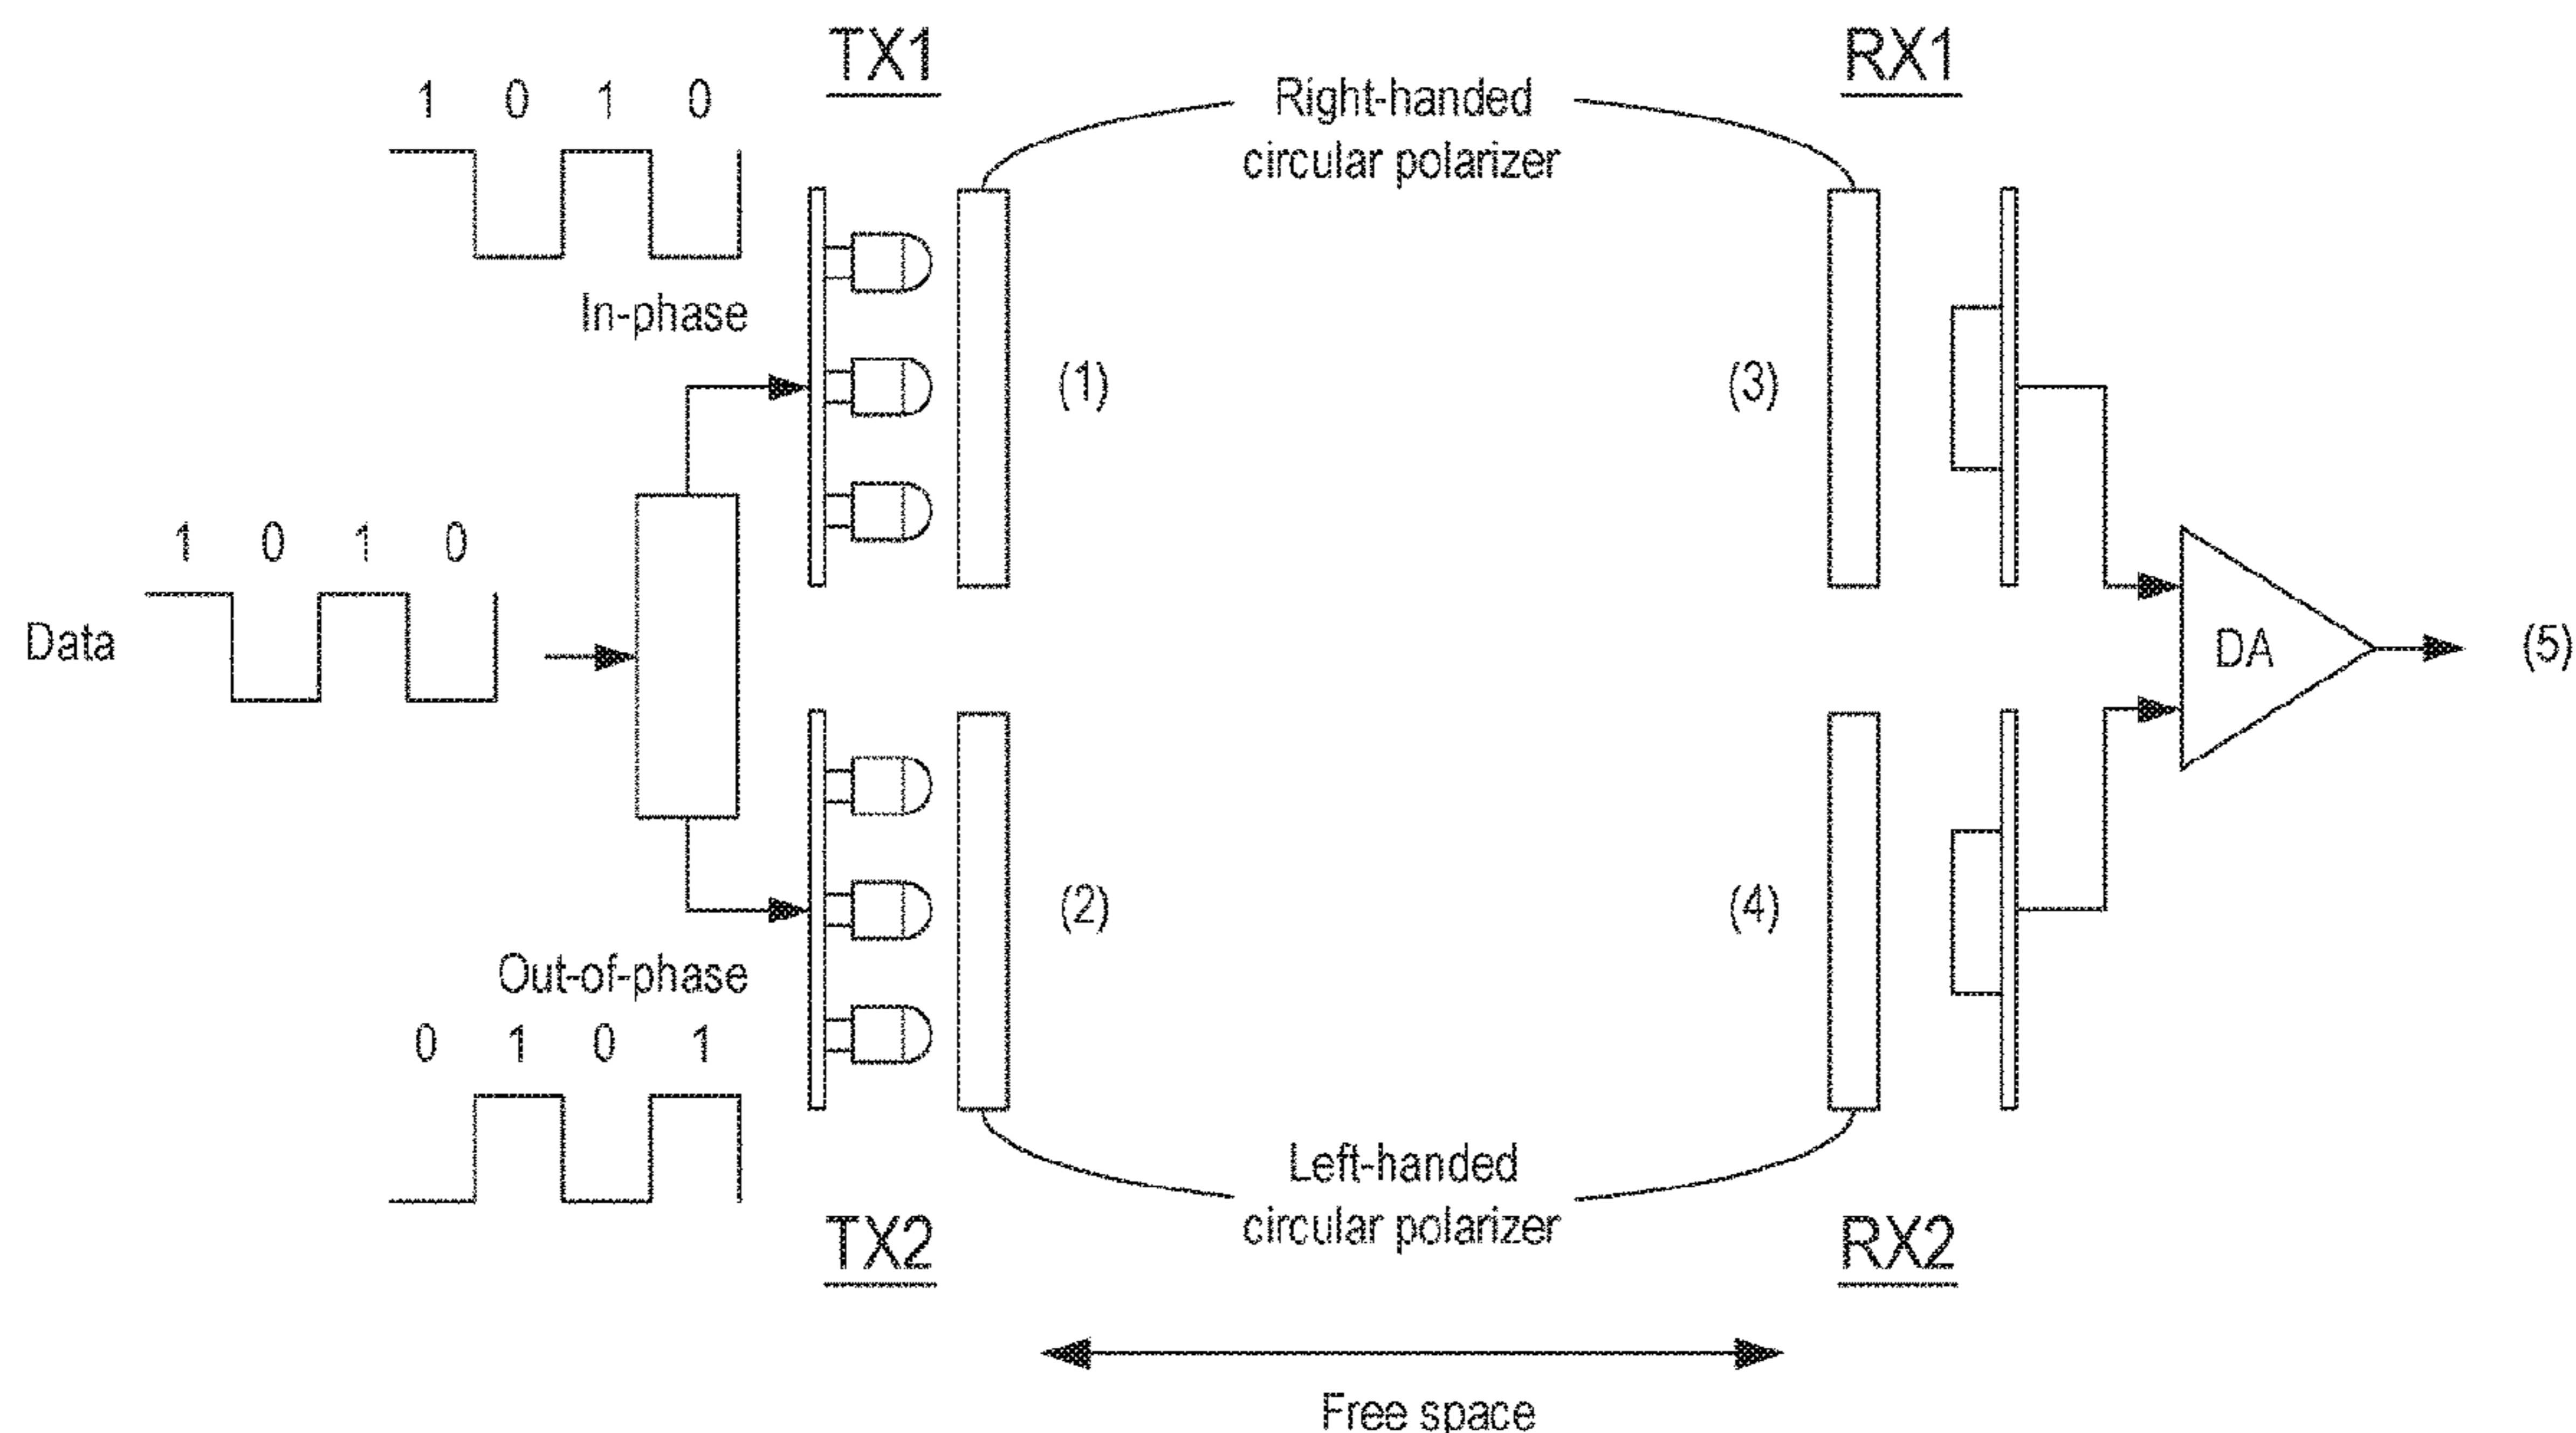 TX1
RX1
1 0 1 0
Right-handed
circular polarizer
In-phase
(1)
(3)
1 0 1 0
Data
DA
(5)
(2)
(4)
Out-of-phase
0 1 0 1
Left-handed
circular polarizer
TX2
RX2
Free space